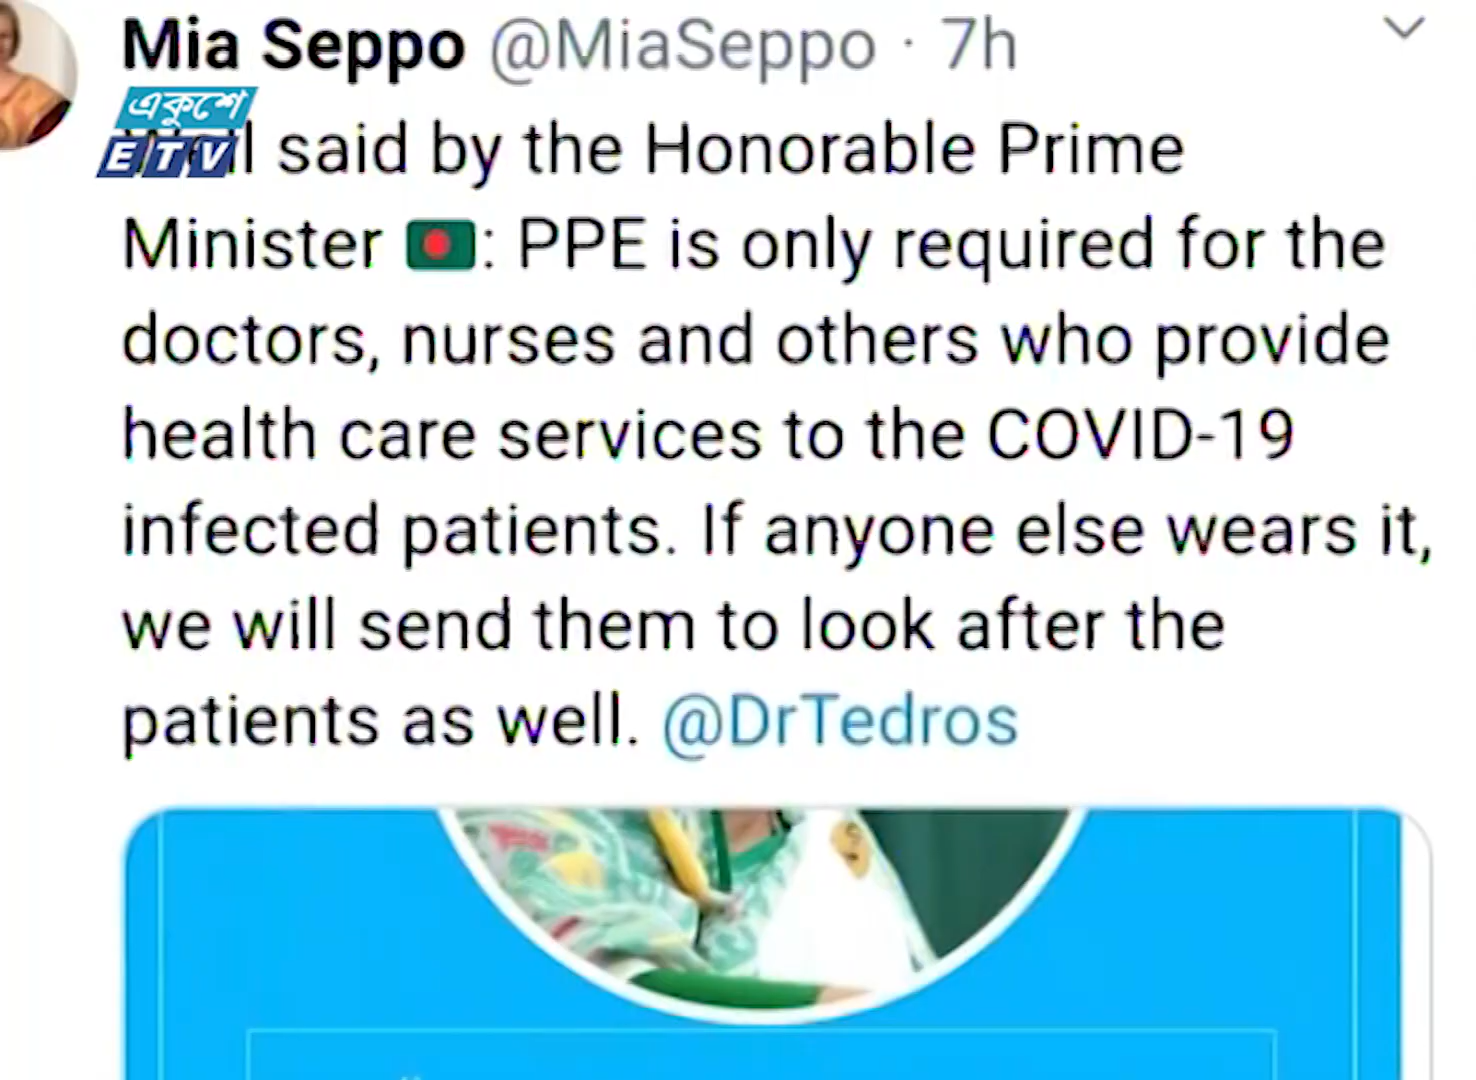 Mia Seppo @MiaSeppo · 7h
একুশে
ETV
said by the Honorable Prime
Minister 🇧🇩: PPE is only required for the
doctors, nurses and others who provide
health care services to the COVID-19
infected patients. If anyone else wears it,
we will send them to look after the
patients as well. @DrTedros